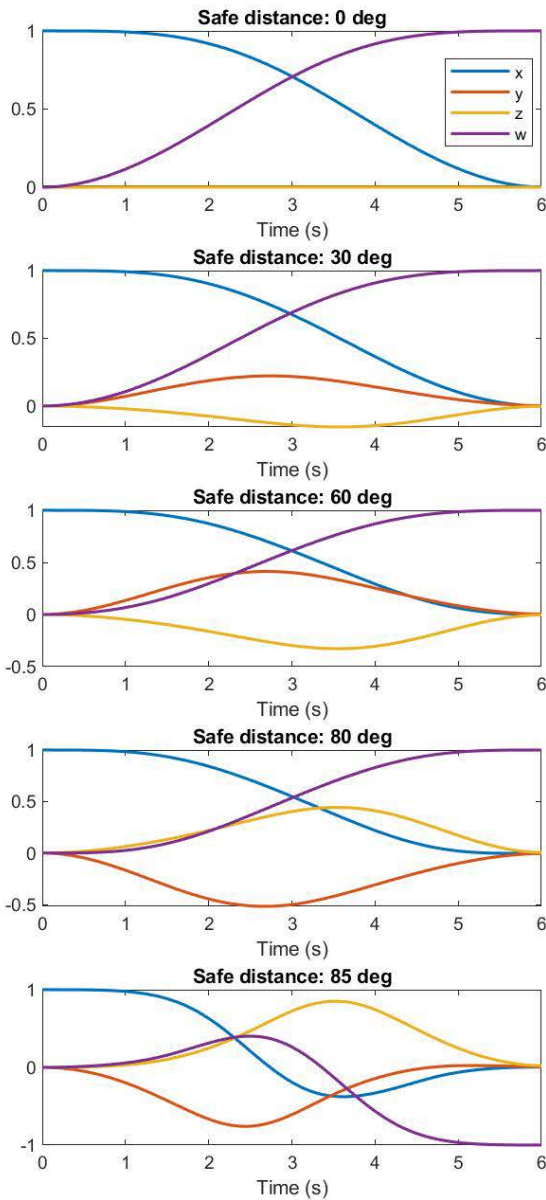 Safe distance: 0 deg
1
0.5
0
x
y
z
w
0 1 2 3 4 5 6
Time (s)
Safe distance: 30 deg
1
0.5
0
0 1 2 3 4 5 6
Time (s)
Safe distance: 60 deg
1
0.5
0
-0.5
0 1 2 3 4 5 6
Time (s)
Safe distance: 80 deg
1
0.5
0
-0.5
0 1 2 3 4 5 6
Time (s)
Safe distance: 85 deg
1
0
-1
0 1 2 3 4 5 6
Time (s)